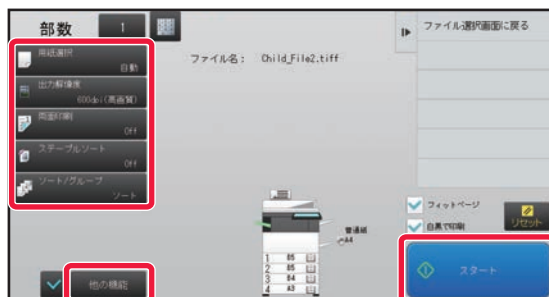 部数 1
ファイル選択画面に戻る
用紙選択
自動
ファイル名: Child_File2.tiff
出力解像度
600dpi(高画質)
両面印刷
Off
ステープルソート
Off
ソート/グループ
ソート
フィットページ
白黒で印刷
リセット
普通紙
A4
1 B5
2 B5
3 B4
4 A3
他の機能
スタート